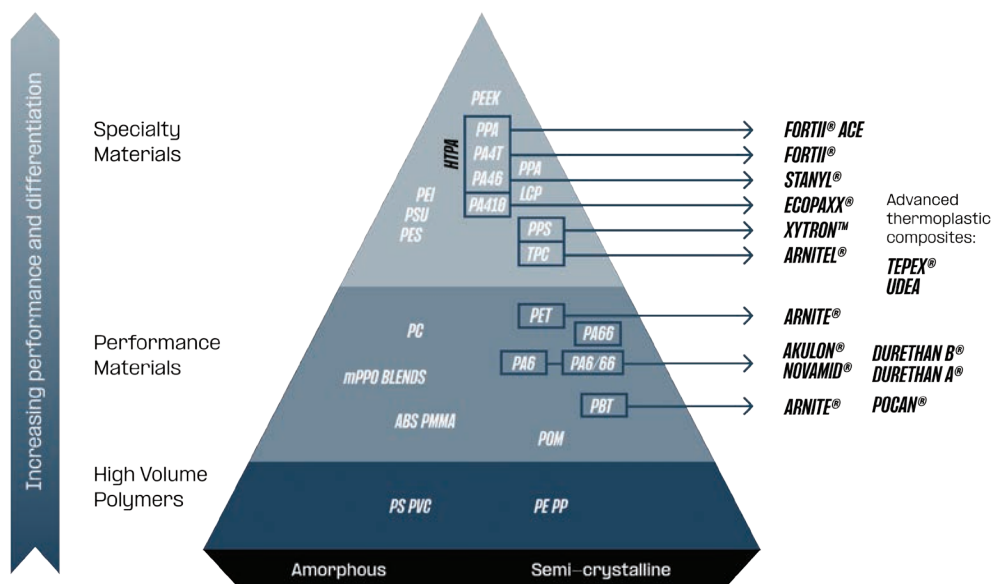 Increasing performance and differentiation
Specialty
Materials
PEEK
HTPA
PPA
PA4T
PA46
PA410
PPA
LCP
PEI
PSU
PES
PPS
TPC
FORTII® ACE
FORTII®
STANYL®
ECOPAXX®
XYTRON™
ARNITEL®
Advanced
thermoplastic
composites:
TEPEX®
UDEA
Performance
Materials
PC
mPPO BLENDS
ABS PMMA
PET
PA66
PA6
PA6/66
PBT
POM
ARNITE®
AKULON®
NOVAMID®
DURETHAN B®
DURETHAN A®
ARNITE®
POCAN®
High Volume
Polymers
PS PVC
PE PP
Amorphous
Semi-crystalline